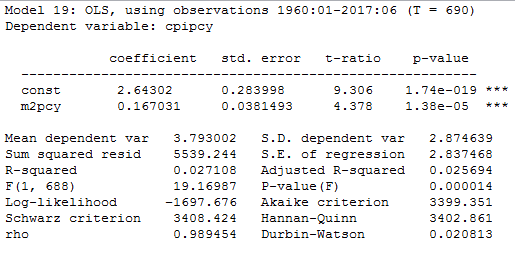 Model 19: OLS, using observations 1960:01-2017:06 (T = 690)
Dependent variable: cpipcy
coefficient std. error t-ratio p-value
---------------------------------------------------------
const 2.64302 0.283998 9.306 1.74e-019 ***
m2pcy 0.167031 0.0381493 4.378 1.38e-05 ***
Mean dependent var 3.793002 S.D. dependent var 2.874639
Sum squared resid 5539.244 S.E. of regression 2.837468
R-squared 0.027108 Adjusted R-squared 0.025694
F(1, 688) 19.16987 P-value(F) 0.000014
Log-likelihood -1697.676 Akaike criterion 3399.351
Schwarz criterion 3408.424 Hannan-Quinn 3402.861
rho 0.989454 Durbin-Watson 0.020813